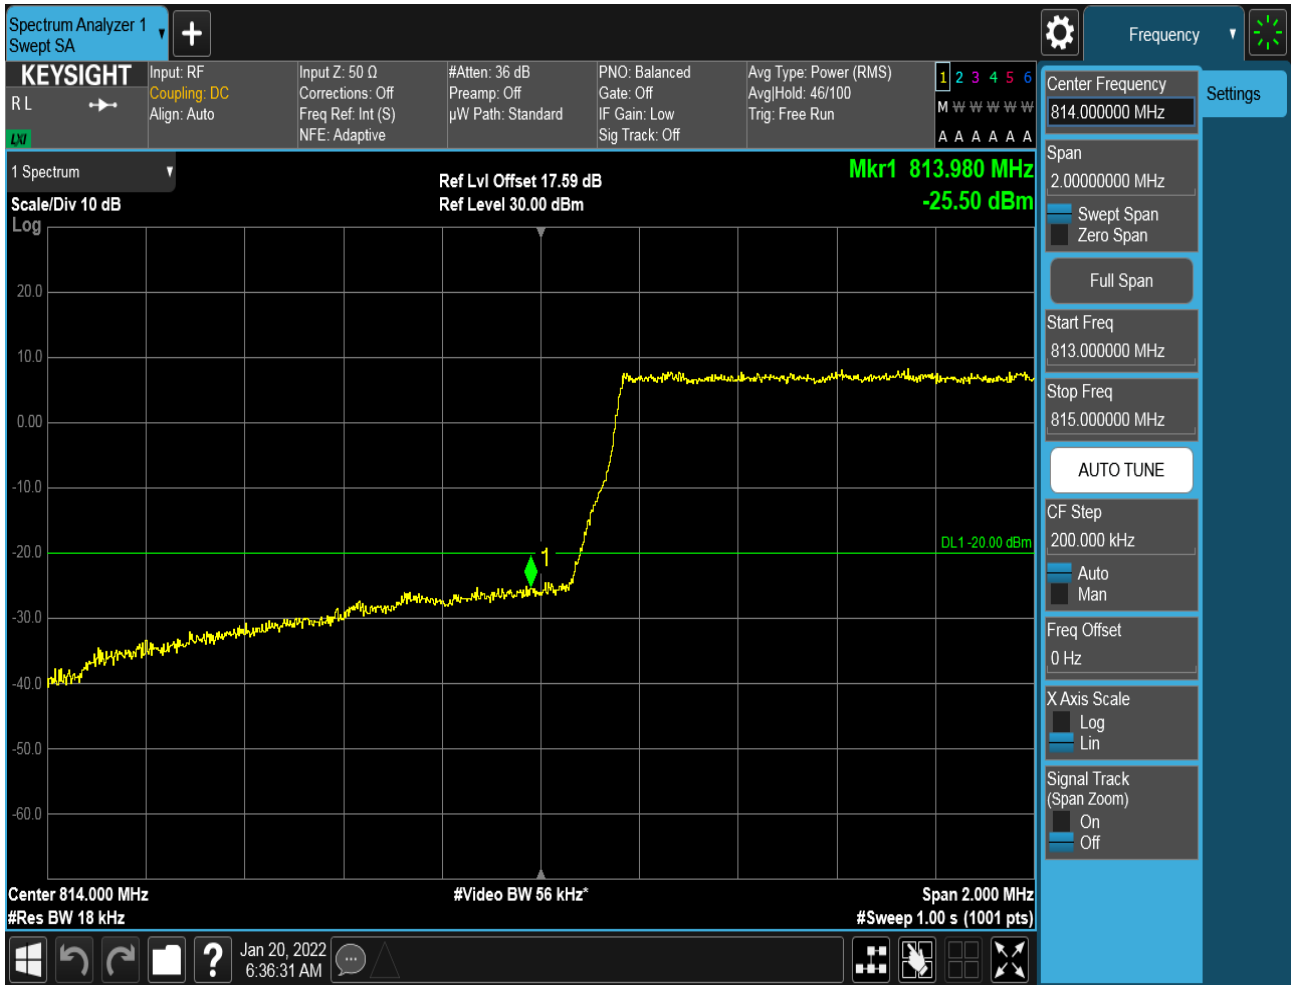 Spectrum Analyzer 1
Swept SA
Frequency
KEYSIGHT
R L
LXI
Input: RF
Coupling: DC
Align: Auto
Input Z: 50 Ω
Corrections: Off
Freq Ref: Int (S)
NFE: Adaptive
#Atten: 36 dB
Preamp: Off
µW Path: Standard
PNO: Balanced
Gate: Off
IF Gain: Low
Sig Track: Off
Avg Type: Power (RMS)
Avg|Hold: 46/100
Trig: Free Run
1 2 3 4 5 6
M W W W W W
A A A A A A
1 Spectrum
Scale/Div 10 dB
Log
Ref Lvl Offset 17.59 dB
Ref Level 30.00 dBm
Mkr1 813.980 MHz
-25.50 dBm
20.0
10.0
0.00
-10.0
-20.0
-30.0
-40.0
-50.0
-60.0
1
DL1 -20.00 dBm
Center 814.000 MHz
#Res BW 18 kHz
#Video BW 56 kHz*
Span 2.000 MHz
#Sweep 1.00 s (1001 pts)
Jan 20, 2022
6:36:31 AM
?
Center Frequency
814.000000 MHz
Settings
Span
2.00000000 MHz
Swept Span
Zero Span
Full Span
Start Freq
813.000000 MHz
Stop Freq
815.000000 MHz
AUTO TUNE
CF Step
200.000 kHz
Auto
Man
Freq Offset
0 Hz
X Axis Scale
Log
Lin
Signal Track
(Span Zoom)
On
Off